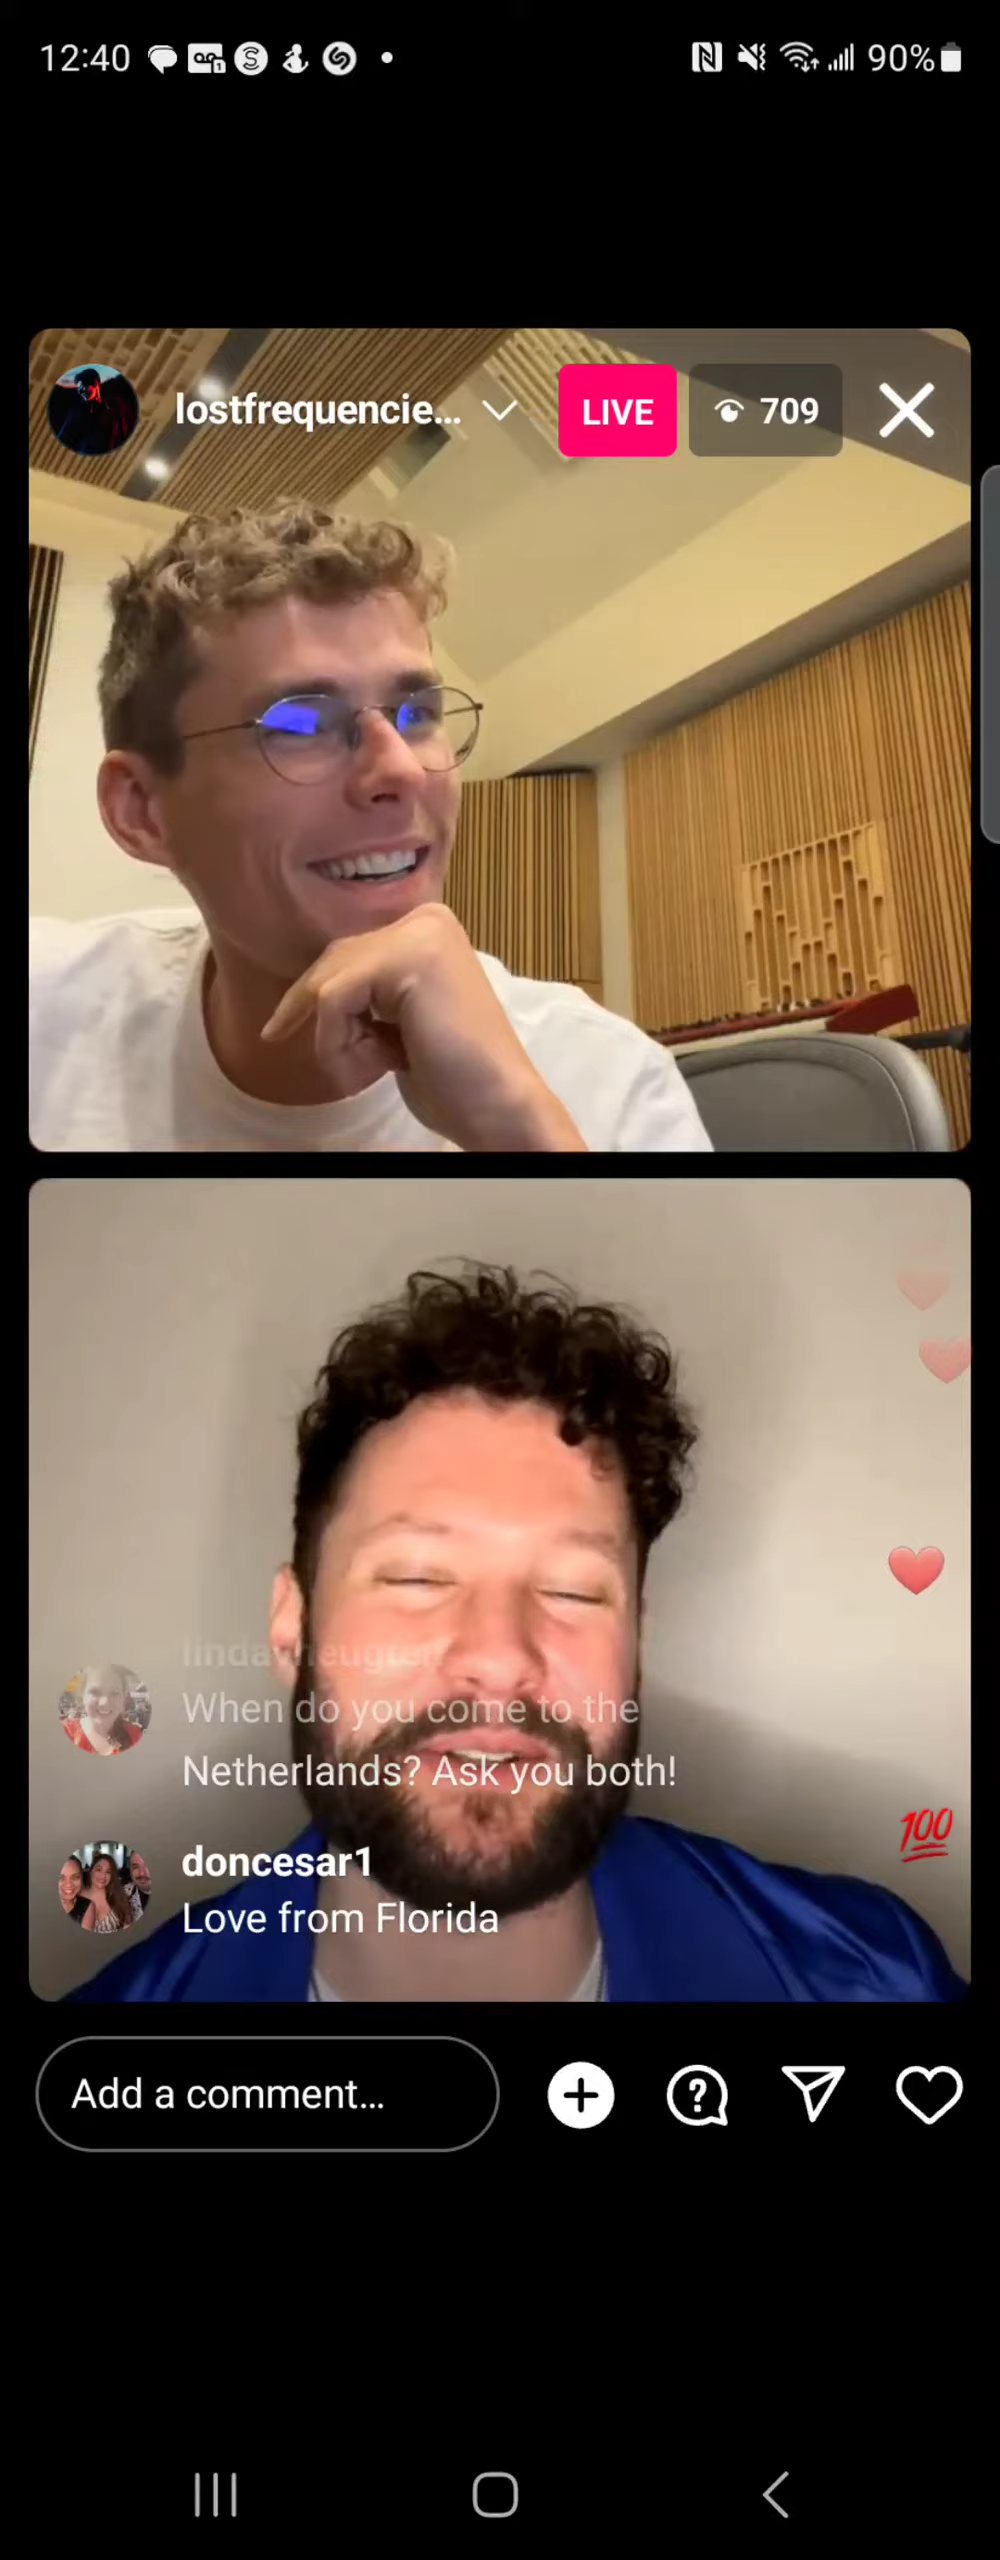 12:40
90%
lostfrequencie...
LIVE
709
When do you come to the
Netherlands? Ask you both!
💯
doncesar1
Love from Florida
Add a comment...